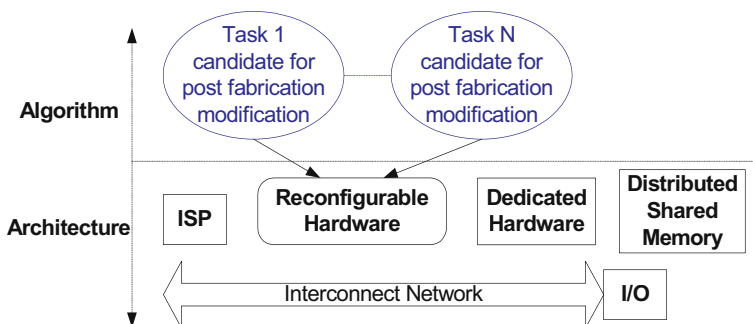 Task 1
candidate for
post fabrication
modification
Task N
candidate for
post fabrication
modification
Algorithm
Architecture
ISP
Reconfigurable
Hardware
Dedicated
Hardware
Distributed
Shared
Memory
Interconnect Network
I/O